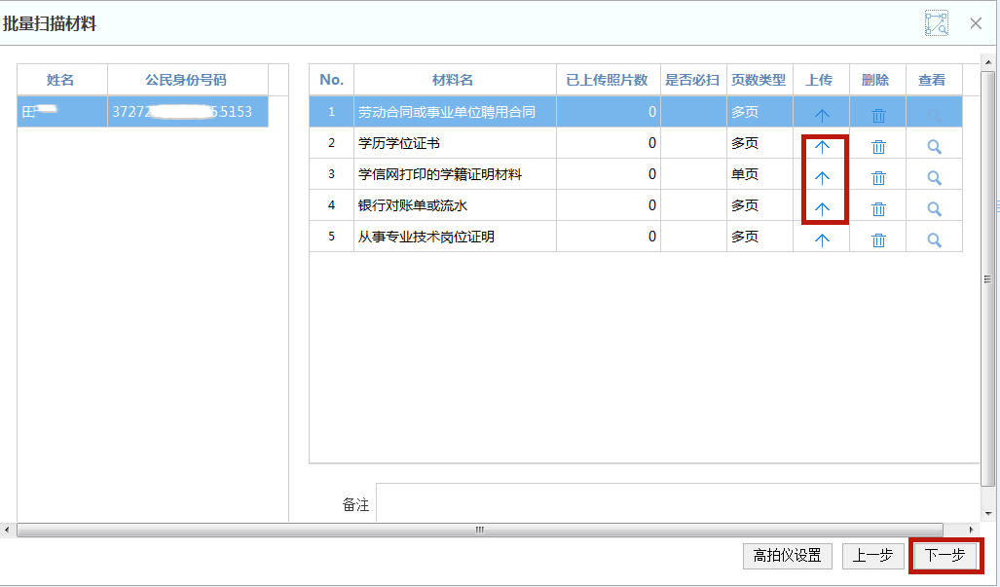 批量扫描材料
姓名 公民身份号码
37272 55153
No. 材料名 已上传照片数 是否必扫 页数类型 上传 删除 查看
1 劳动合同或事业单位聘用合同 0 多页
2 学历学位证书 0 多页
3 学信网打印的学籍证明材料 0 单页
4 银行对账单或流水 0 多页
5 从事专业技术岗位证明 0 多页
备注
高拍仪设置 上一步 下一步